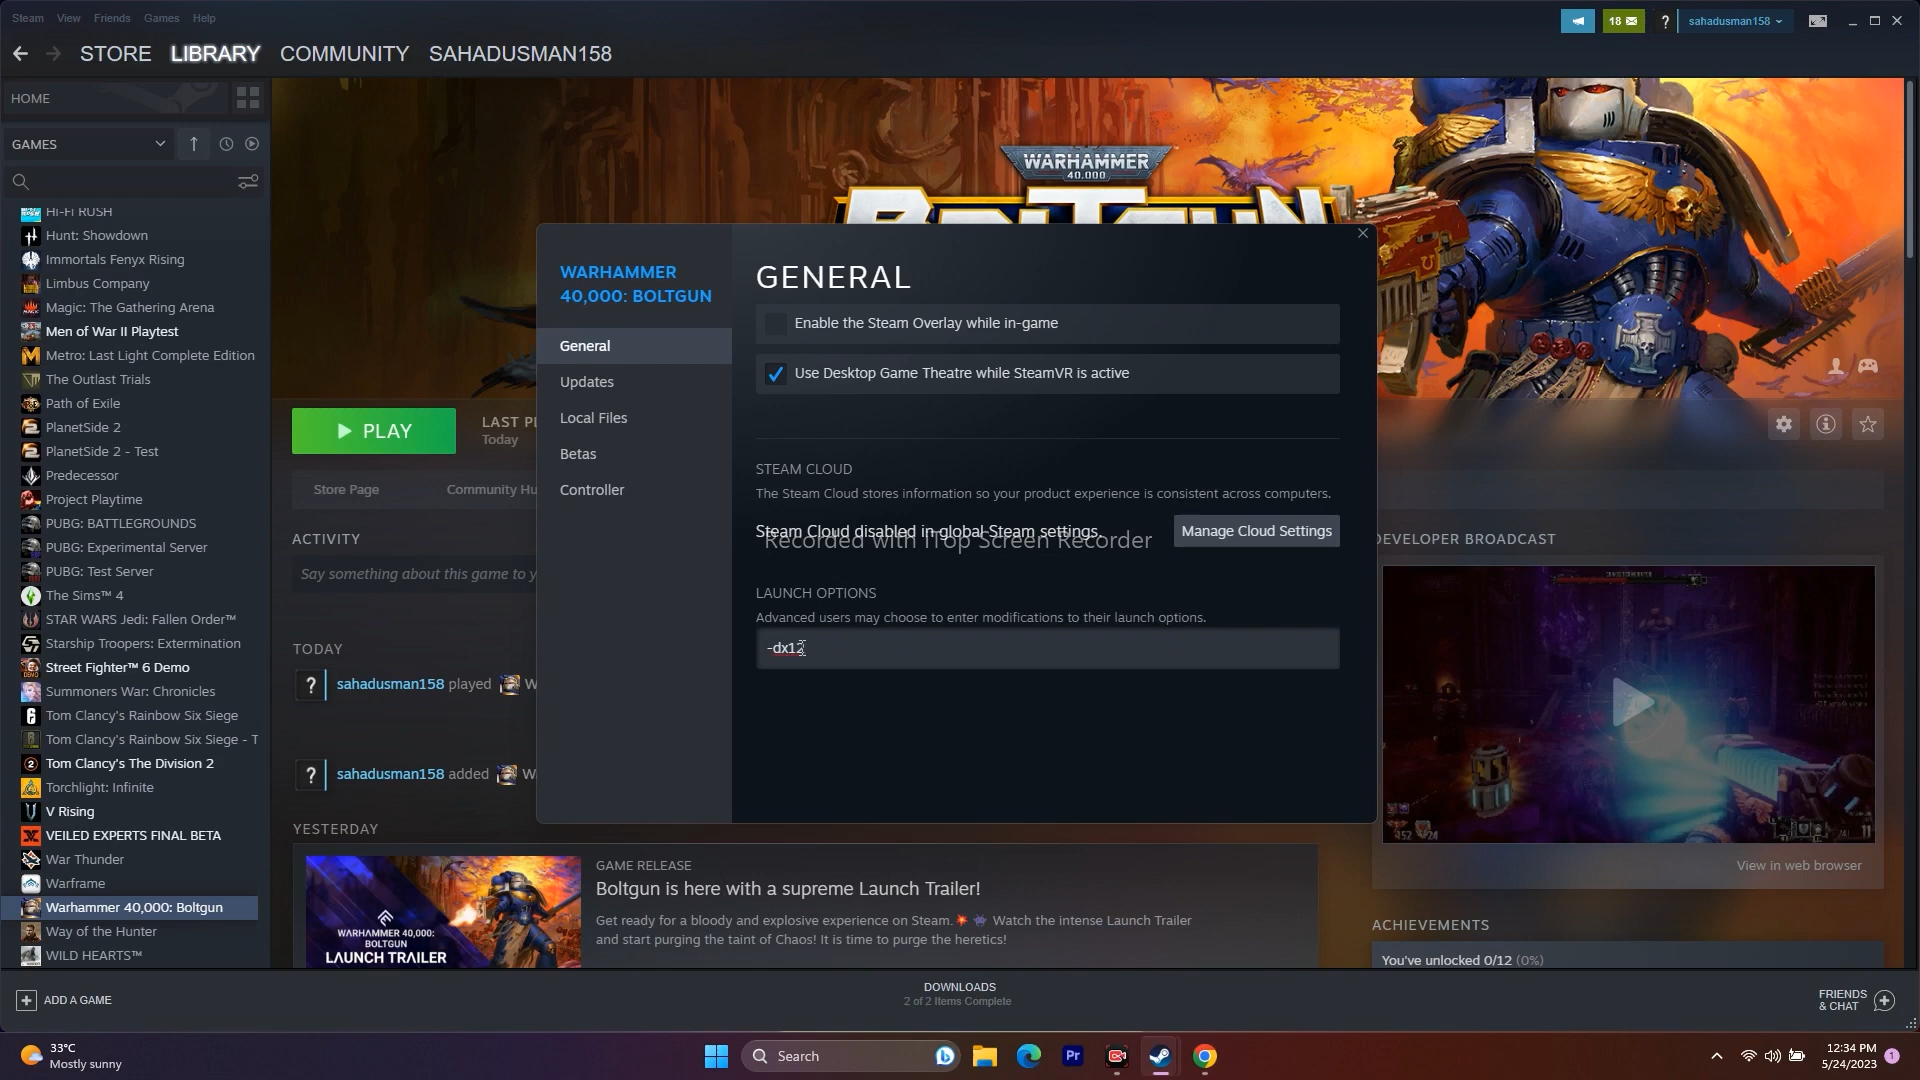 Steam View Friends Games Help
18
?
sahadusman158
STORE LIBRARY COMMUNITY SAHADUSMAN158
HOME
GAMES
HI-FI RUSH
Hunt: Showdown
Immortals Fenyx Rising
Limbus Company
Magic: The Gathering Arena
Men of War II Playtest
Metro: Last Light Complete Edition
The Outlast Trials
Path of Exile
PlanetSide 2
PlanetSide 2 - Test
Predecessor
Project Playtime
PUBG: BATTLEGROUNDS
PUBG: Experimental Server
PUBG: Test Server
The Sims™ 4
STAR WARS Jedi: Fallen Order™
Starship Troopers: Extermination
Street Fighter™ 6 Demo
Summoners War: Chronicles
Tom Clancy's Rainbow Six Siege
Tom Clancy's Rainbow Six Siege - T
Tom Clancy's The Division 2
Torchlight: Infinite
V Rising
VEILED EXPERTS FINAL BETA
War Thunder
Warframe
Warhammer 40,000: Boltgun
Way of the Hunter
WILD HEARTS™
WARHAMMER
40,000
BOLTGUN
PLAY
LAST PL
Today
Store Page
Community Hu
ACTIVITY
Say something about this game to y
TODAY
? sahadusman158 played W
? sahadusman158 added W
YESTERDAY
WARHAMMER
40,000: BOLTGUN
General
Updates
Local Files
Betas
Controller
GENERAL
Enable the Steam Overlay while in-game
Use Desktop Game Theatre while SteamVR is active
STEAM CLOUD
The Steam Cloud stores information so your product experience is consistent across computers.
Steam Cloud disabled in global Steam settings.
Manage Cloud Settings
Recorded with iTop Screen Recorder
LAUNCH OPTIONS
Advanced users may choose to enter modifications to their launch options.
-dx12
WARHAMMER 40,000:
BOLTGUN
LAUNCH TRAILER
GAME RELEASE
Boltgun is here with a supreme Launch Trailer!
Get ready for a bloody and explosive experience on Steam. Watch the intense Launch Trailer
and start purging the taint of Chaos! It is time to purge the heretics!
DEVELOPER BROADCAST
View in web browser
ACHIEVEMENTS
You've unlocked 0/12 (0%)
ADD A GAME
DOWNLOADS
2 of 2 Items Complete
FRIENDS
& CHAT
33°C
Mostly sunny
Search
Pr
12:34 PM
5/24/2023
1